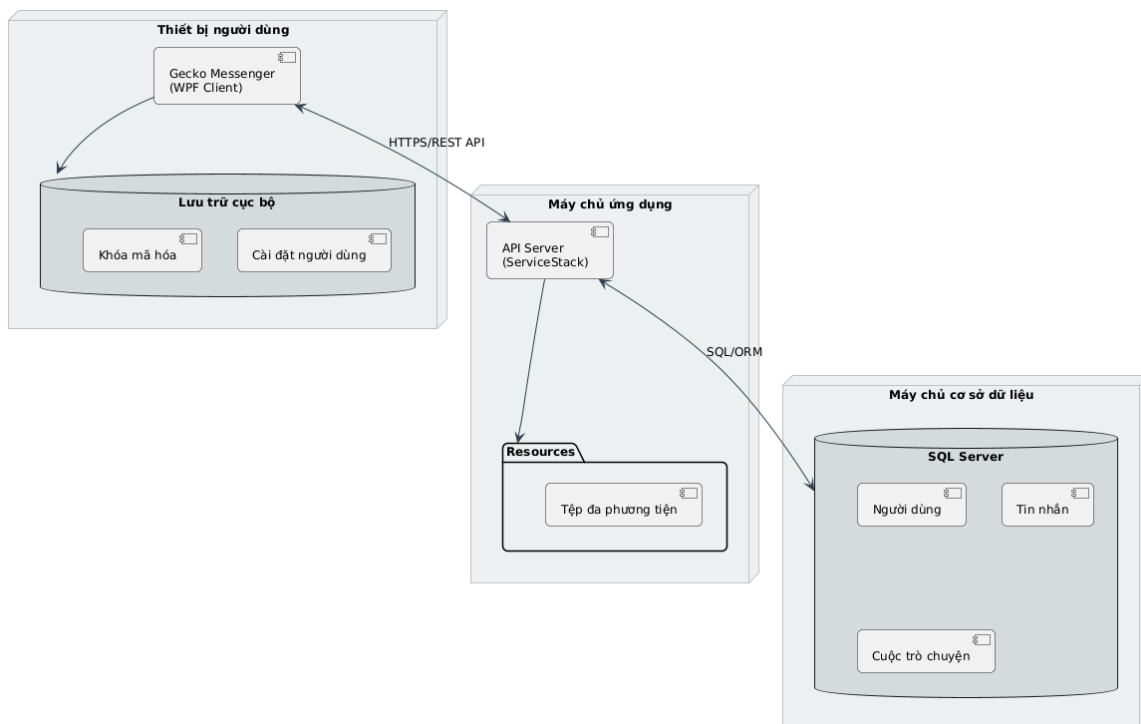 Thiết bị người dùng
Gecko Messenger
(WPF Client)
HTTPS/REST API
Lưu trữ cục bộ
Khóa mã hóa
Cài đặt người dùng
Máy chủ ứng dụng
API Server
(ServiceStack)
SQL/ORM
Resources
Tệp đa phương tiện
Máy chủ cơ sở dữ liệu
SQL Server
Người dùng
Tin nhắn
Cuộc trò chuyện